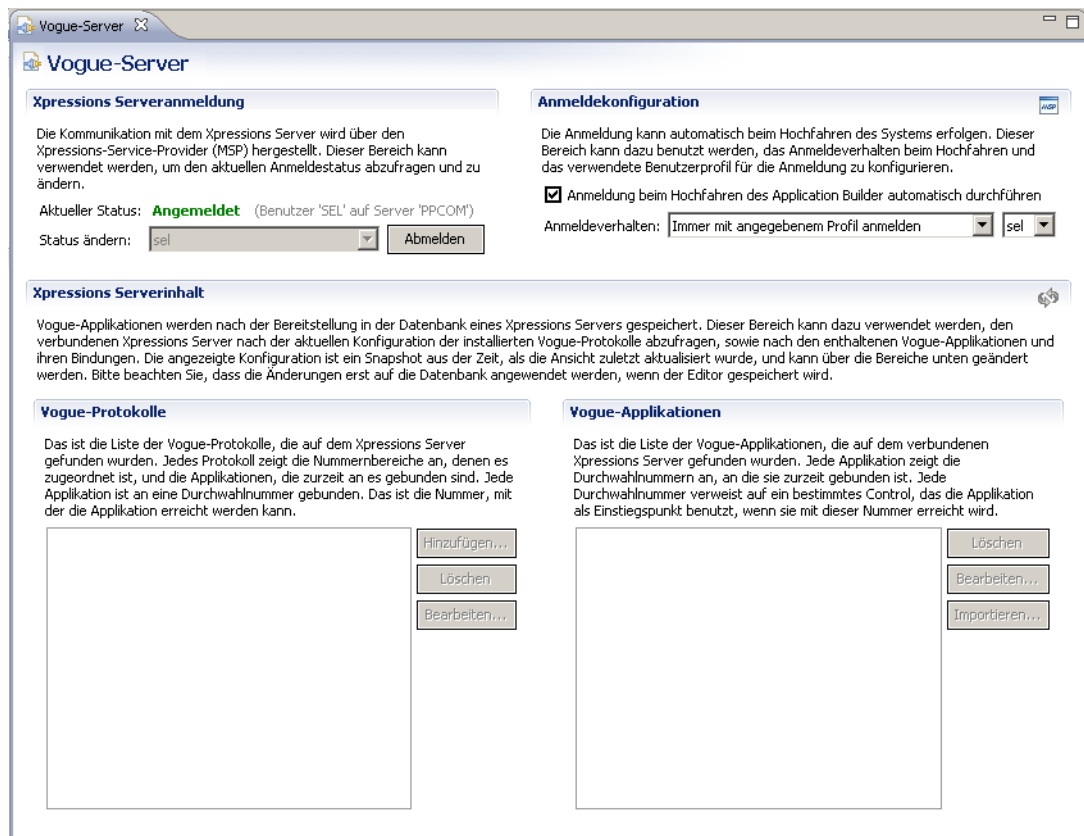 Vogue-Server
Vogue-Server
Xpressions Serveranmeldung
Die Kommunikation mit dem Xpressions Server wird über den
Xpressions-Service-Provider (MSP) hergestellt. Dieser Bereich kann
verwendet werden, um den aktuellen Anmeldestatus abzufragen und zu
ändern.
Aktueller Status: Angemeldet (Benutzer 'SEL' auf Server 'PPCOM')
Status ändern: sel Abmelden
Anmeldekonfiguration
MSP
Die Anmeldung kann automatisch beim Hochfahren des Systems erfolgen. Dieser
Bereich kann dazu benutzt werden, das Anmeldeverhalten beim Hochfahren und
das verwendete Benutzerprofil für die Anmeldung zu konfigurieren.
Anmeldung beim Hochfahren des Application Builder automatisch durchführen
Anmeldeverhalten: Immer mit angegebenem Profil anmelden sel
Xpressions Serverinhalt
Vogue-Applikationen werden nach der Bereitstellung in der Datenbank eines Xpressions Servers gespeichert. Dieser Bereich kann dazu verwendet werden, den
verbundenen Xpressions Server nach der aktuellen Konfiguration der installierten Vogue-Protokolle abzufragen, sowie nach den enthaltenen Vogue-Applikationen und
ihren Bindungen. Die angezeigte Konfiguration ist ein Snapshot aus der Zeit, als die Ansicht zuletzt aktualisiert wurde, und kann über die Bereiche unten geändert
werden. Bitte beachten Sie, dass die Änderungen erst auf die Datenbank angewendet werden, wenn der Editor gespeichert wird.
Vogue-Protokolle
Das ist die Liste der Vogue-Protokolle, die auf dem Xpressions Server
gefunden wurden. Jedes Protokoll zeigt die Nummernbereiche an, denen es
zugeordnet ist, und die Applikationen, die zurzeit an es gebunden sind. Jede
Applikation ist an eine Durchwahlnummer gebunden. Das ist die Nummer, mit
der die Applikation erreicht werden kann.
Hinzufügen...
Löschen
Bearbeiten...
Vogue-Applikationen
Das ist die Liste der Vogue-Applikationen, die auf dem verbundenen
Xpressions Server gefunden wurden. Jede Applikation zeigt die
Durchwahlnummern an, an die sie zurzeit gebunden ist. Jede
Durchwahlnummer verweist auf ein bestimmtes Control, das die Applikation
als Einstiegspunkt benutzt, wenn sie mit dieser Nummer erreicht wird.
Löschen
Bearbeiten...
Importieren...